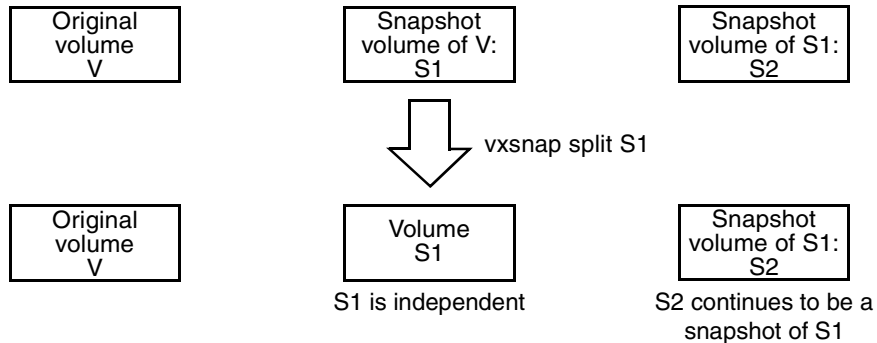 Original
volume
V
Snapshot
volume of V:
S1
Snapshot
volume of S1:
S2
vxsnap split S1
Original
volume
V
Volume
S1
Snapshot
volume of S1:
S2
S1 is independent
S2 continues to be a
snapshot of S1